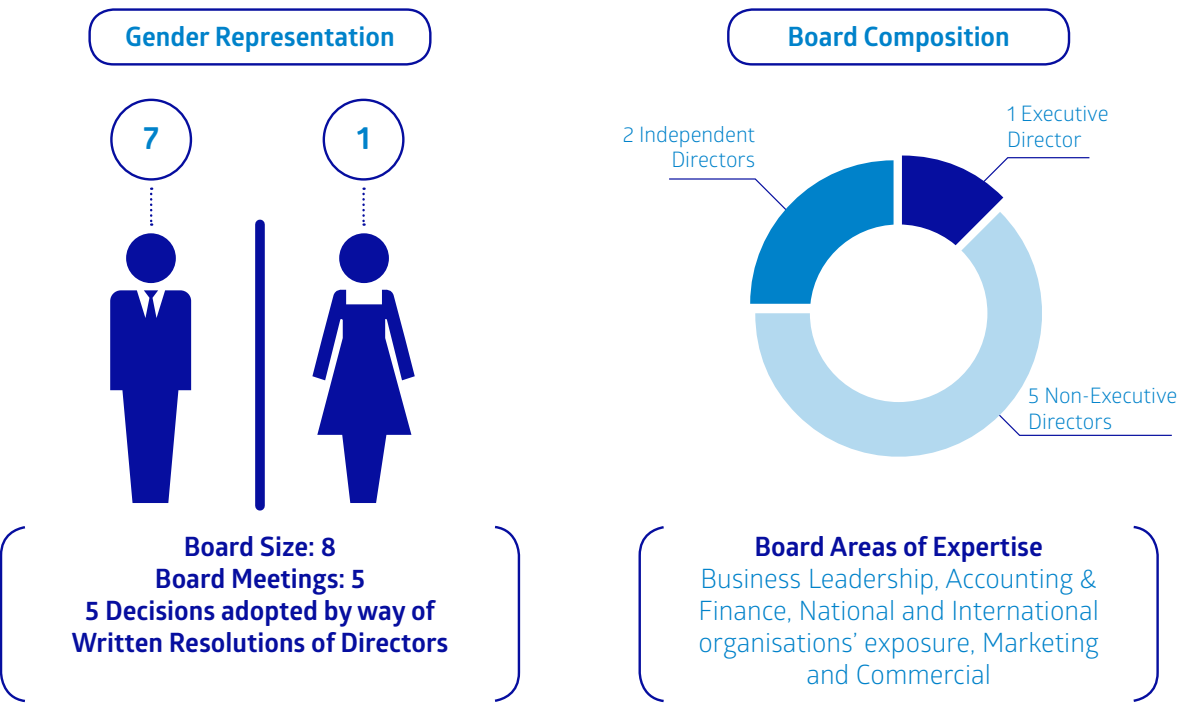 Gender Representation
7
1
Board Size: 8
Board Meetings: 5
5 Decisions adopted by way of
Written Resolutions of Directors
Board Composition
2 Independent
Directors
1 Executive
Director
5 Non-Executive
Directors
Board Areas of Expertise
Business Leadership, Accounting &
Finance, National and International
organisations’ exposure, Marketing
and Commercial